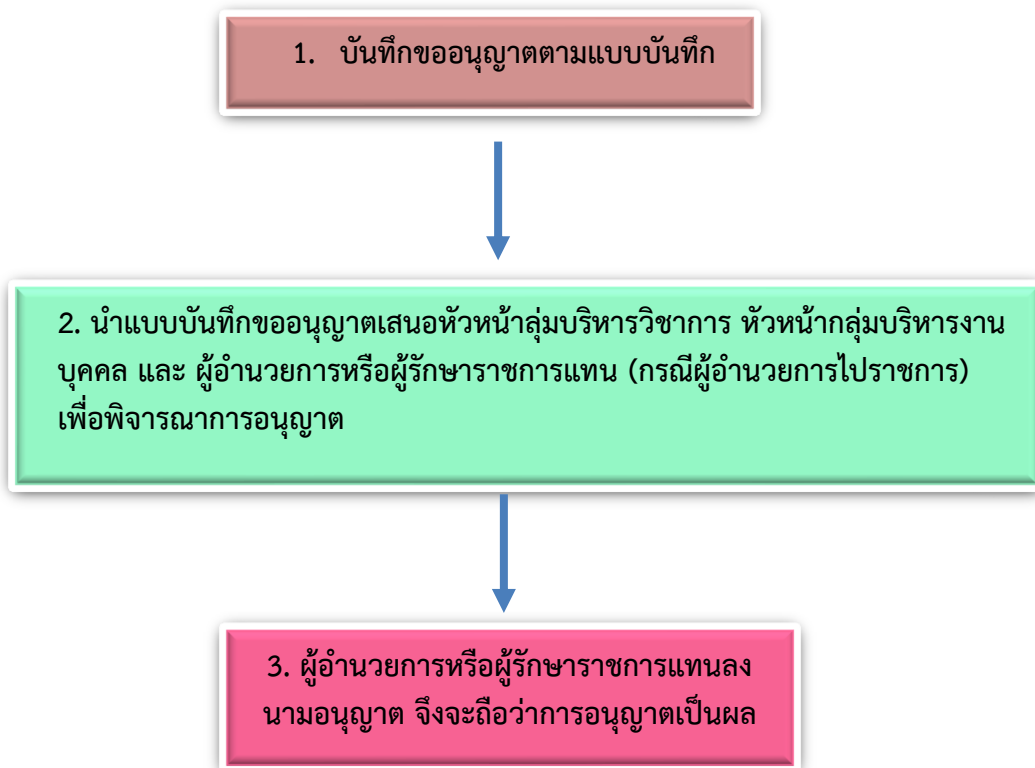 1. บันทึกขออนุญาตตามแบบบันทึก
2. นำแบบบันทึกขออนุญาตเสนอหัวหน้าลุ่มบริหารวิชาการ หัวหน้ากลุ่มบริหารงาน
บุคคล และ ผู้อำนวยการหรือผู้รักษาราชการแทน (กรณีผู้อำนวยการไปราชการ)
เพื่อพิจารณาการอนุญาต
3. ผู้อำนวยการหรือผู้รักษาราชการแทนลง
นามอนุญาต จึงจะถือว่าการอนุญาตเป็นผล